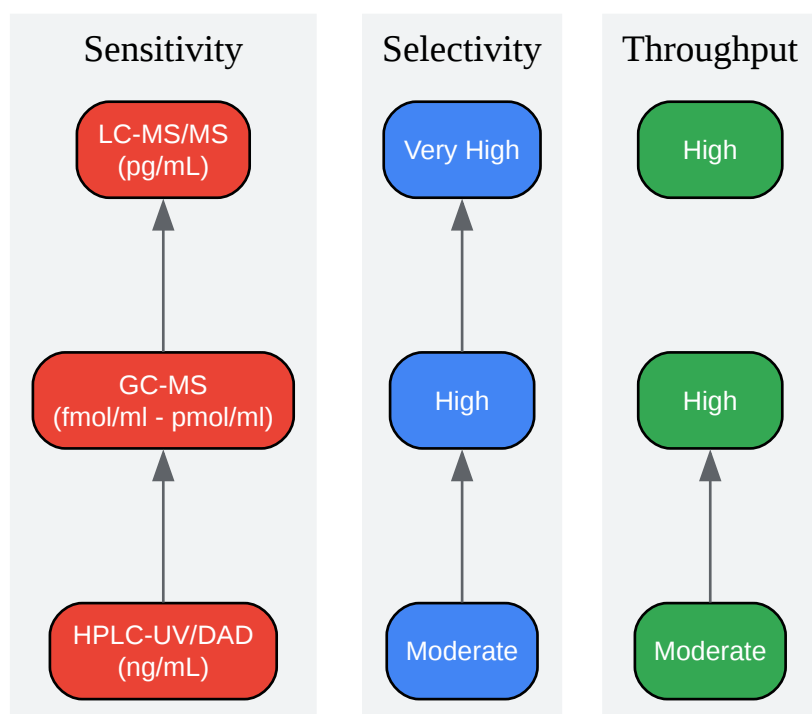 Sensitivity
LC-MS/MS
(pg/mL)
GC-MS
(fmol/ml - pmol/ml)
HPLC-UV/DAD
(ng/mL)
Selectivity
Very High
High
Moderate
Throughput
High
High
Moderate